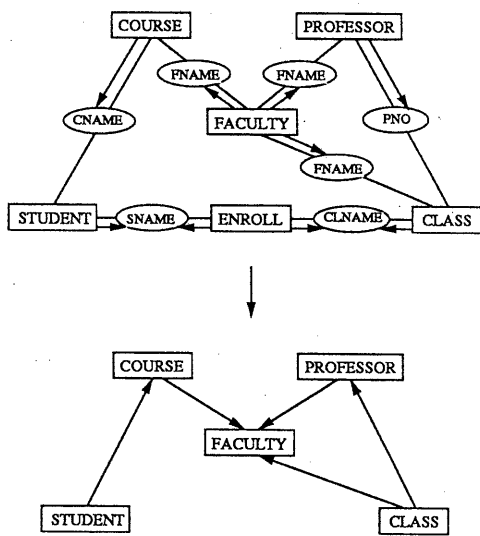 COURSE PROFESSOR
FNAME FNAME
CNAME FACULTY PNO
FNAME
STUDENT SNAME ENROLL CLNAME CLASS
COURSE PROFESSOR
FACULTY
STUDENT CLASS